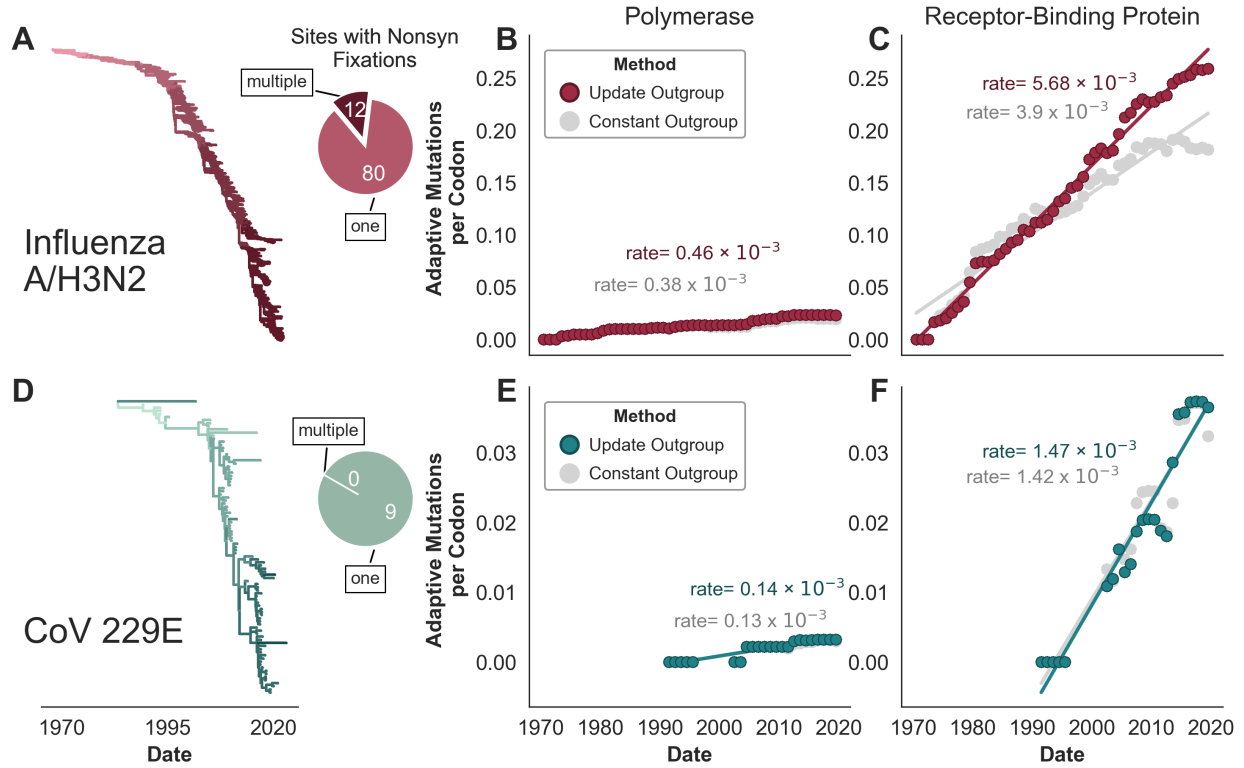 Polymerase
Receptor-Binding Protein
A
Sites with Nonsyn
Fixations
multiple
12
80
one
Influenza
A/H3N2
B
Adaptive Mutations
per Codon
0.25
0.20
0.15
0.10
0.05
0.00
Method
Update Outgroup
Constant Outgroup
rate= 0.46 × 10⁻³
rate= 0.38 x 10⁻³
C
0.25
0.20
0.15
0.10
0.05
0.00
rate= 5.68 × 10⁻³
rate= 3.9 x 10⁻³
D
multiple
0
9
one
CoV 229E
1970 1995 2020
Date
E
Adaptive Mutations
per Codon
0.03
0.02
0.01
0.00
Method
Update Outgroup
Constant Outgroup
rate= 0.14 × 10⁻³
rate= 0.13 x 10⁻³
1970 1980 1990 2000 2010 2020
Date
F
0.03
0.02
0.01
0.00
rate= 1.47 × 10⁻³
rate= 1.42 x 10⁻³
1970 1980 1990 2000 2010 2020
Date